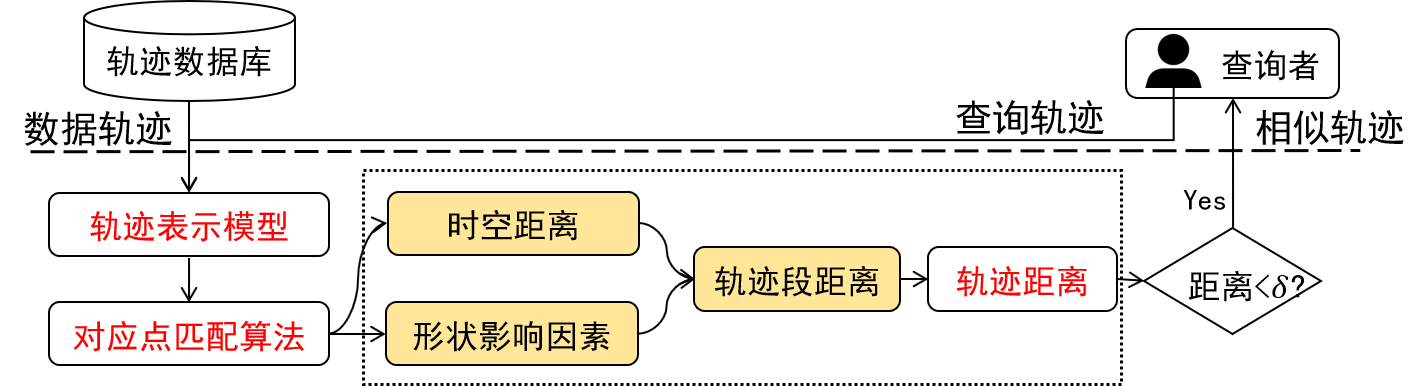 轨迹数据库
查询者
数据轨迹
查询轨迹
相似轨迹
轨迹表示模型
时空距离
Yes
轨迹段距离
轨迹距离
距离<δ?
对应点匹配算法
形状影响因素